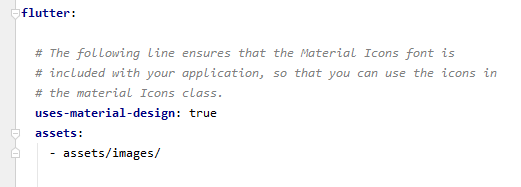 flutter:
# The following line ensures that the Material Icons font is
# included with your application, so that you can use the icons in
# the material Icons class.
uses-material-design: true
assets:
- assets/images/